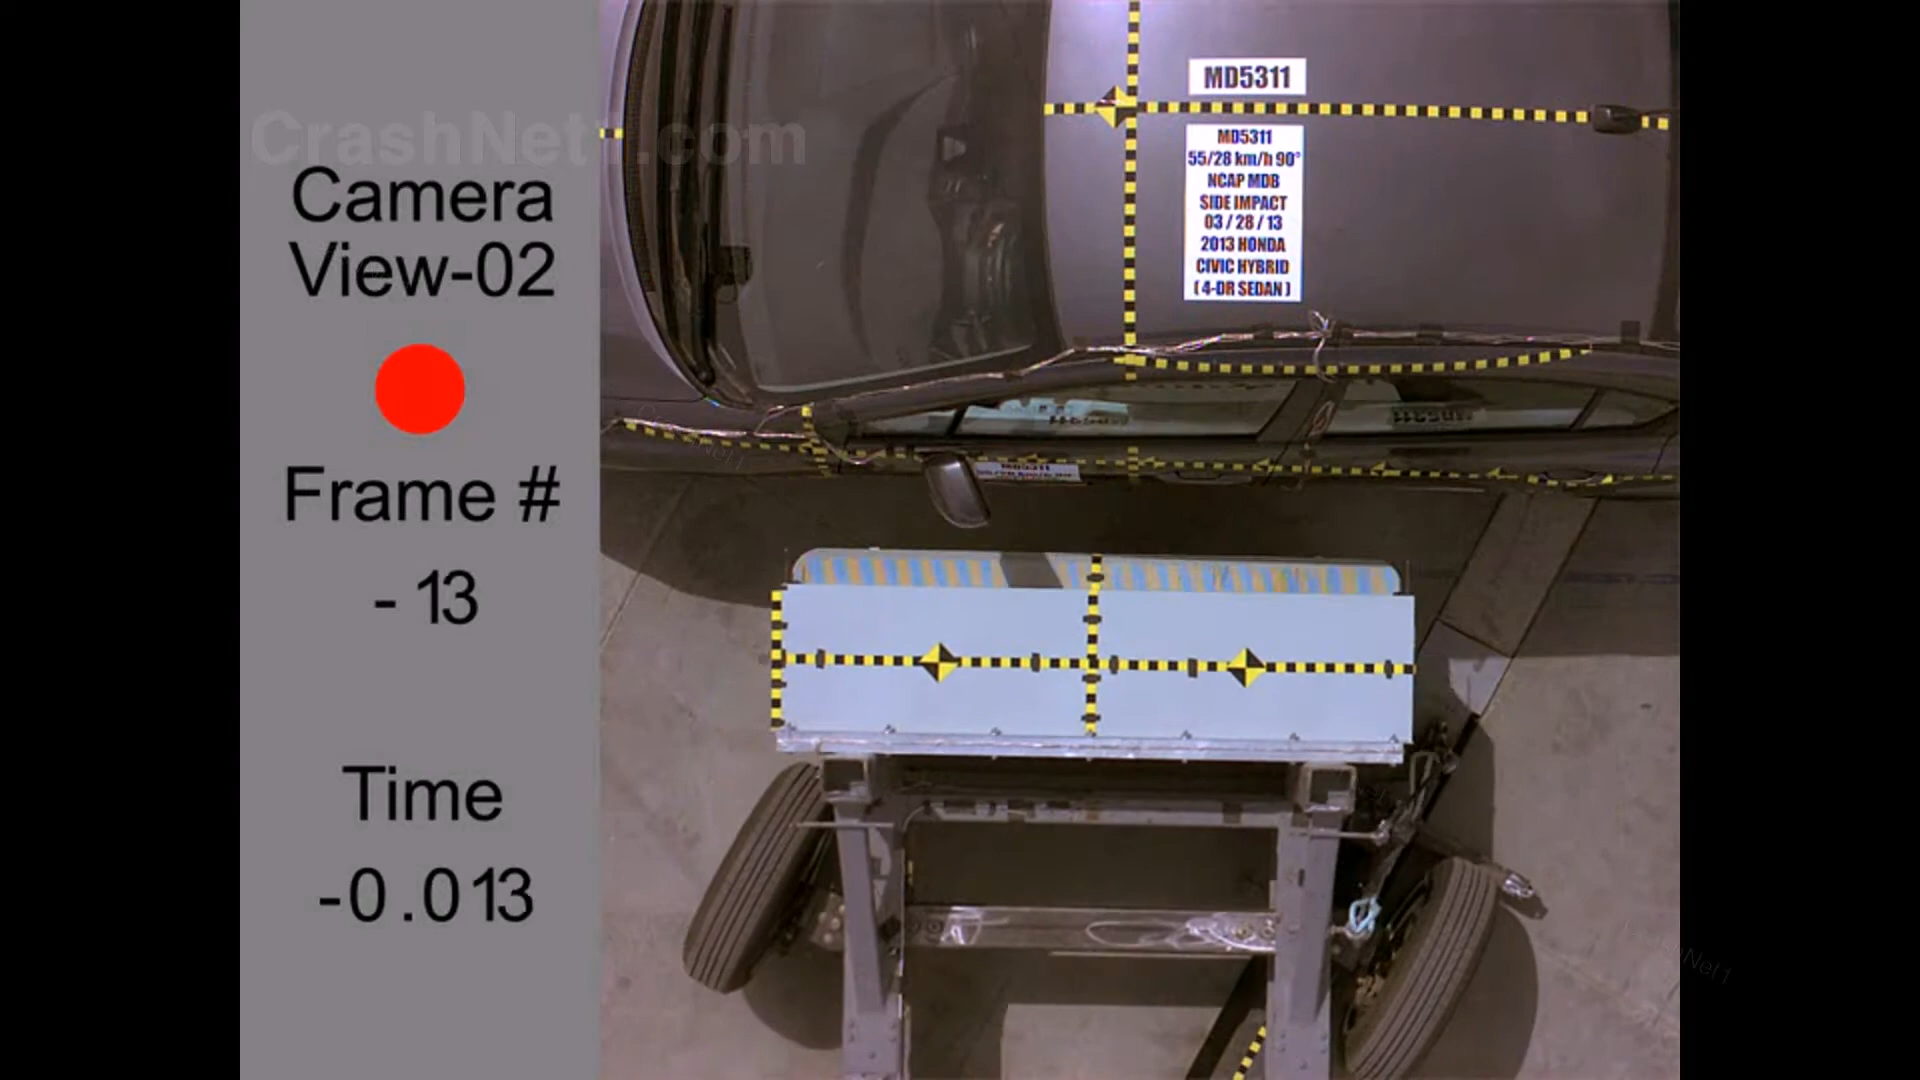 CrashNet1.com
Camera
View-02
Frame #
- 13
Time
-0.013
MD5311
MD5311
55/28 km/h 90°
NCAP MDB
SIDE IMPACT
03 / 28 / 13
2013 HONDA
CIVIC HYBRID
( 4-DR SEDAN )
MD5311